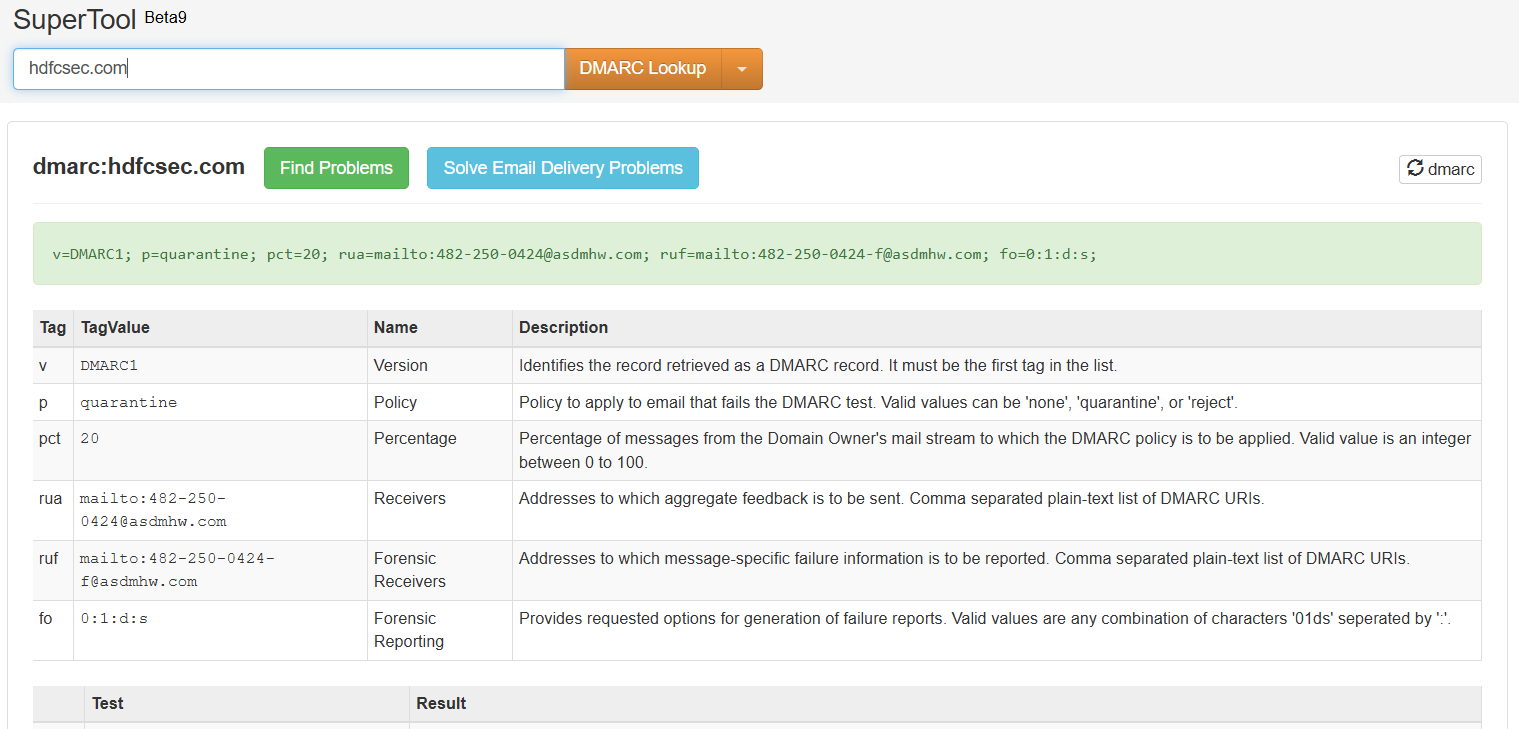 SuperTool Beta9
hdfcsec.com DMARC Lookup
dmarc:hdfcsec.com Find Problems Solve Email Delivery Problems dmarc
v=DMARC1; p=quarantine; pct=20; rua=mailto:482-250-0424@asdmhw.com; ruf=mailto:482-250-0424-f@asdmhw.com; fo=0:1:d:s;
Tag TagValue Name Description
v DMARC1 Version Identifies the record retrieved as a DMARC record. It must be the first tag in the list.
p quarantine Policy Policy to apply to email that fails the DMARC test. Valid values can be 'none', 'quarantine', or 'reject'.
pct 20 Percentage Percentage of messages from the Domain Owner's mail stream to which the DMARC policy is to be applied. Valid value is an integer
between 0 to 100.
rua mailto:482-250- Receivers Addresses to which aggregate feedback is to be sent. Comma separated plain-text list of DMARC URIs.
0424@asdmhw.com
ruf mailto:482-250-0424- Forensic Addresses to which message-specific failure information is to be reported. Comma separated plain-text list of DMARC URIs.
f@asdmhw.com Receivers
fo 0:1:d:s Forensic Provides requested options for generation of failure reports. Valid values are any combination of characters '01ds' seperated by ':'.
Reporting
Test Result